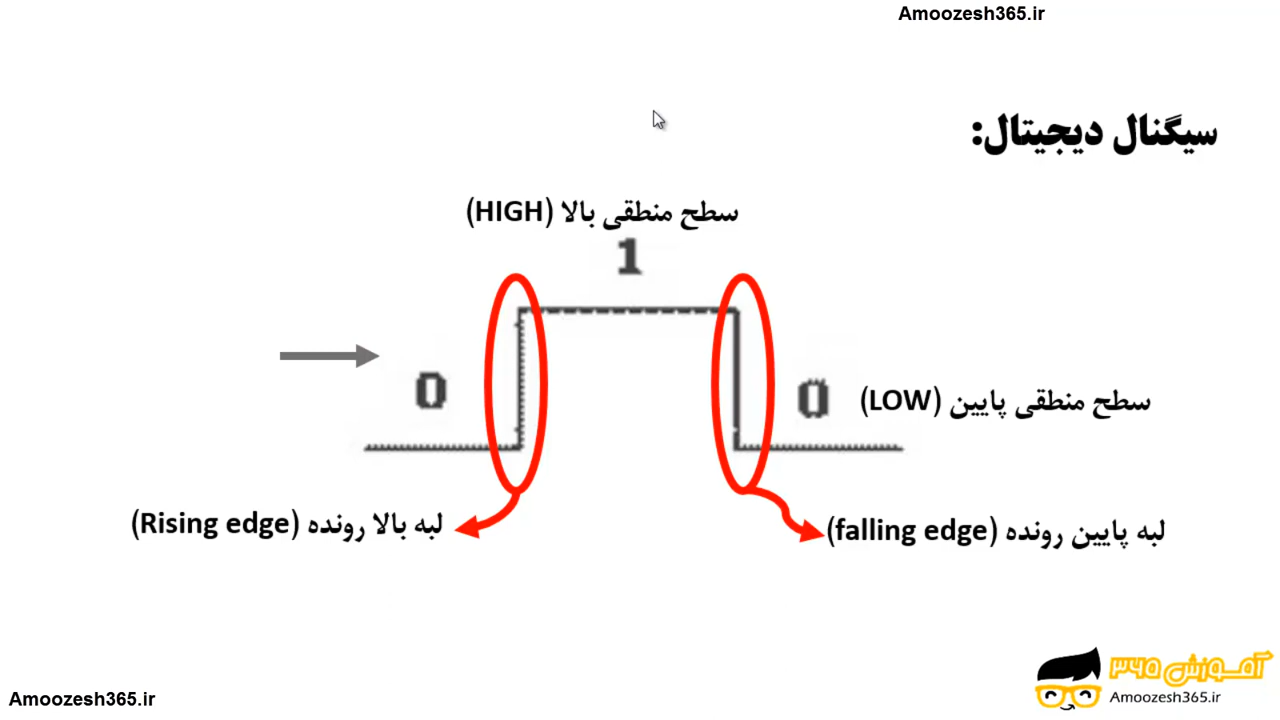 Amoozesh365.ir
سیگنال دیجیتال:
سطح منطقی بالا (HIGH)
1
0
0
سطح منطقی پایین (LOW)
لبه بالا رونده (Rising edge)
لبه پایین رونده (falling edge)
آموزش ۳۶۵
Amoozesh365.ir
Amoozesh365.ir